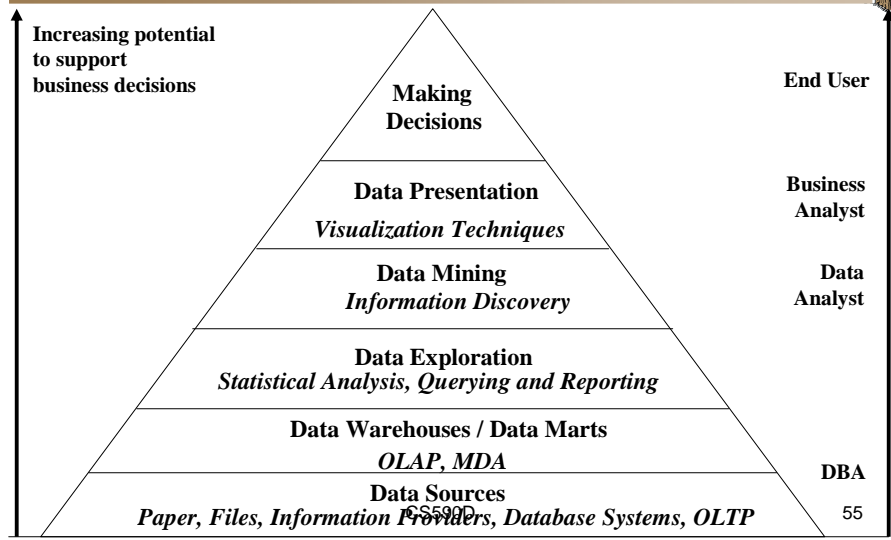 Increasing potential
to support
business decisions
End User
Making
Decisions
Business
Analyst
Data Presentation
Visualization Techniques
Data
Analyst
Data Mining
Information Discovery
Data Exploration
Statistical Analysis, Querying and Reporting
Data Warehouses / Data Marts
OLAP, MDA
DBA
Data Sources
Paper, Files, Information Providers, Database Systems, OLTP
CS590D
55